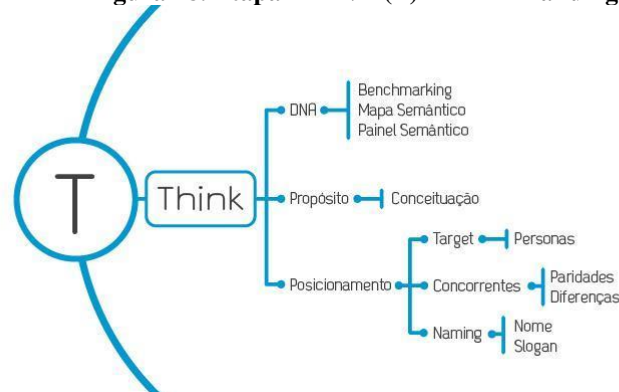 T
Think
DNA
Benchmarking
Mapa Semântico
Painel Semântico
Propósito
Conceituação
Posicionamento
Target
Personas
Concorrentes
Paridades
Diferenças
Naming
Nome
Slogan